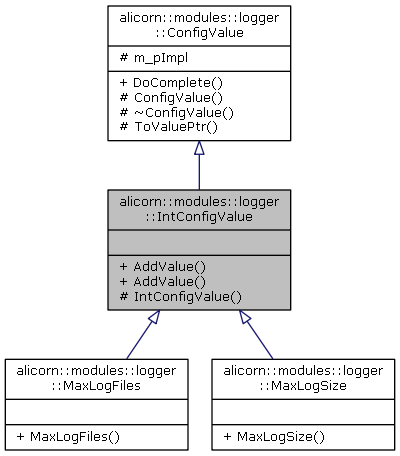 alicorn::modules::logger
::ConfigValue
# m_pImpl
+ DoComplete()
# ConfigValue()
# ~ConfigValue()
# ToValuePtr()
alicorn::modules::logger
::IntConfigValue
+ AddValue()
+ AddValue()
# IntConfigValue()
alicorn::modules::logger
::MaxLogFiles
+ MaxLogFiles()
alicorn::modules::logger
::MaxLogSize
+ MaxLogSize()